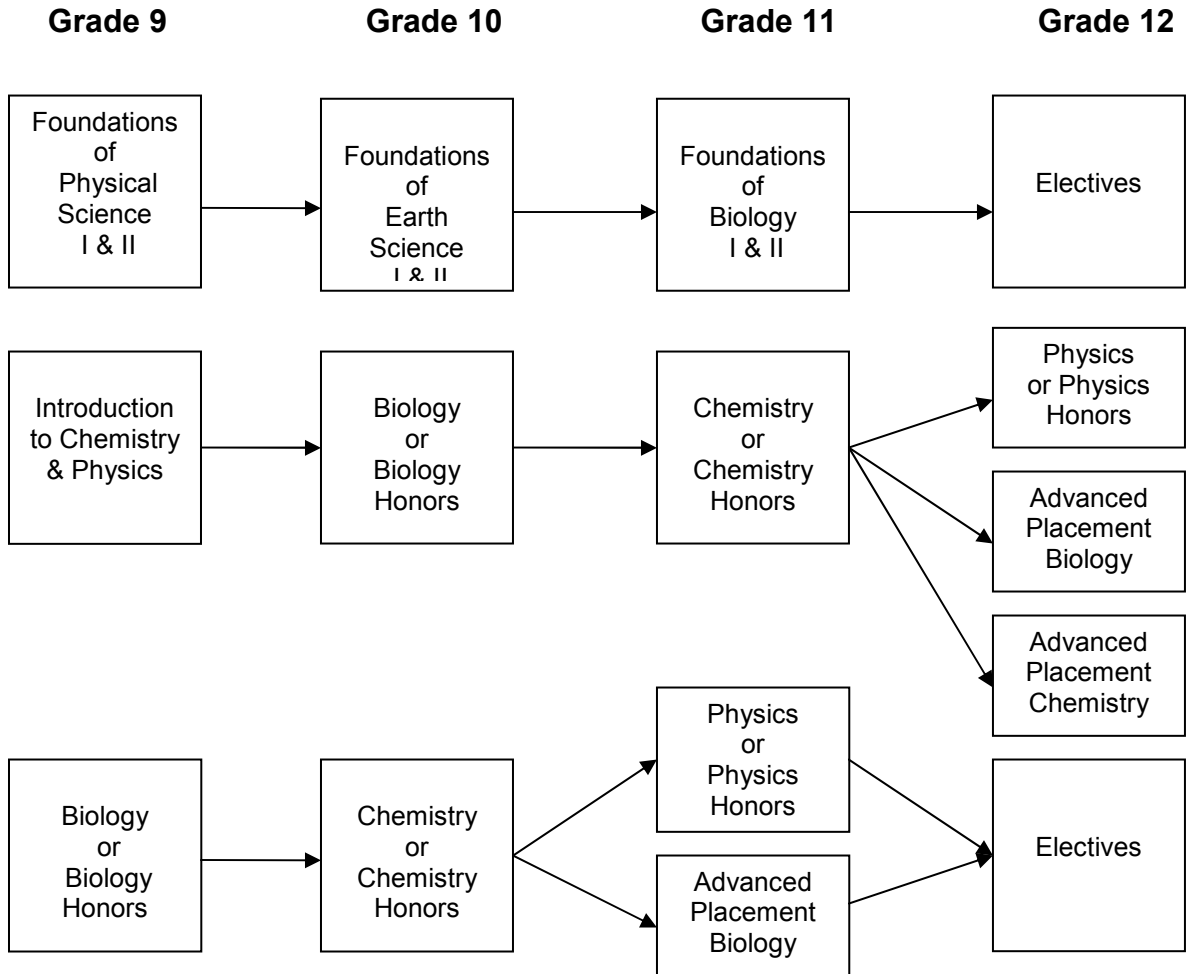 Grade 9 Grade 10 Grade 11 Grade 12
Foundations
of
Physical
Science
I & II
Foundations
of
Earth
Science
I & II
Foundations
of
Biology
I & II
Electives
Introduction
to Chemistry
& Physics
Biology
or
Biology
Honors
Chemistry
or
Chemistry
Honors
Physics
or Physics
Honors
Advanced
Placement
Biology
Advanced
Placement
Chemistry
Biology
or
Biology
Honors
Chemistry
or
Chemistry
Honors
Physics
or
Physics
Honors
Advanced
Placement
Biology
Electives